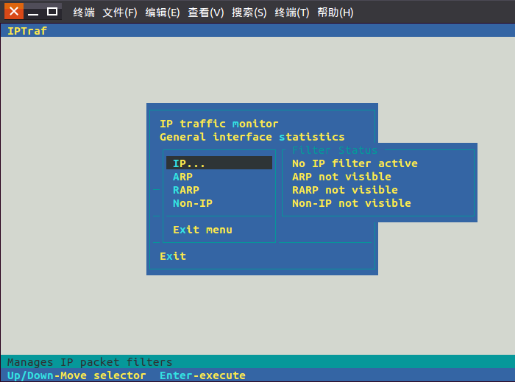 终端 文件(F) 编辑(E) 查看(V) 搜索(S) 终端(T) 帮助(H)
IPTraf
IP traffic monitor
General interface statistics
Filter Status
IP...
No IP filter active
ARP
ARP not visible
RARP
RARP not visible
Non-IP
Non-IP not visible
Exit menu
Exit
Manages IP packet filters
Up/Down-Move selector Enter-execute